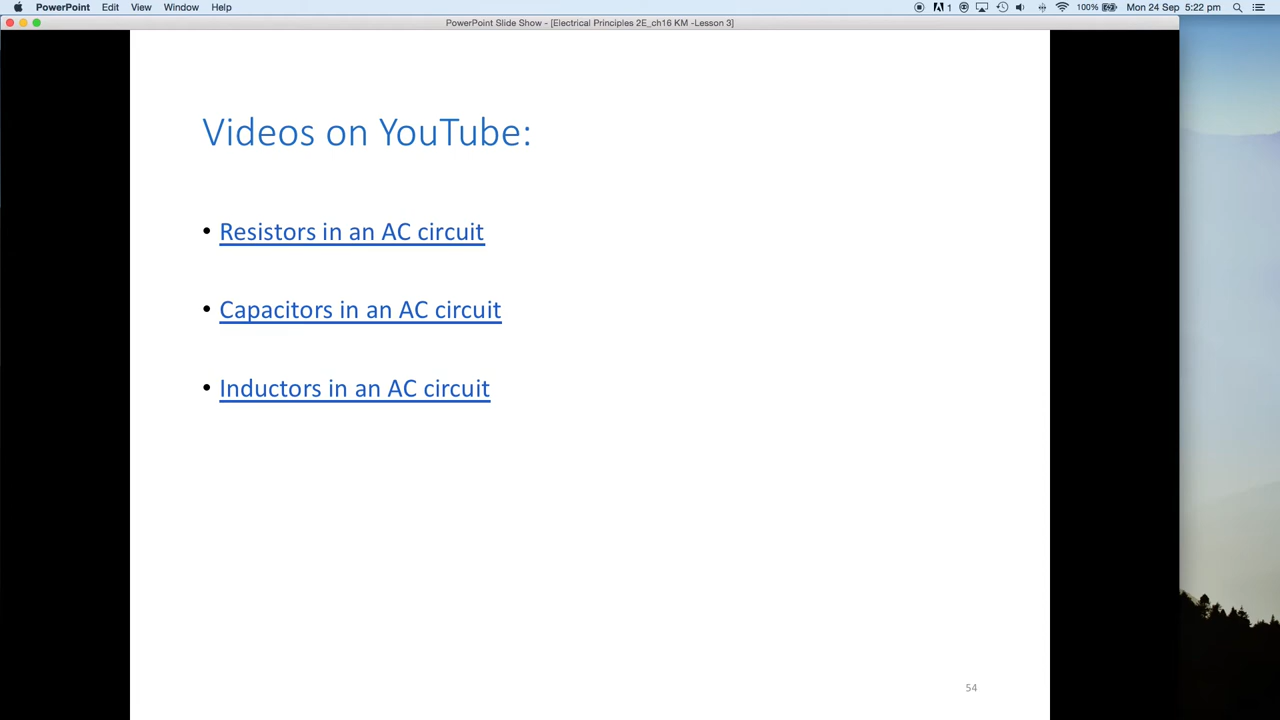 PowerPoint Edit View Window Help 1 100% Mon 24 Sep 5:22 pm
PowerPoint Slide Show - [Electrical Principles 2E_ch16 KM -Lesson 3]
Videos on YouTube:
• Resistors in an AC circuit
• Capacitors in an AC circuit
• Inductors in an AC circuit
54